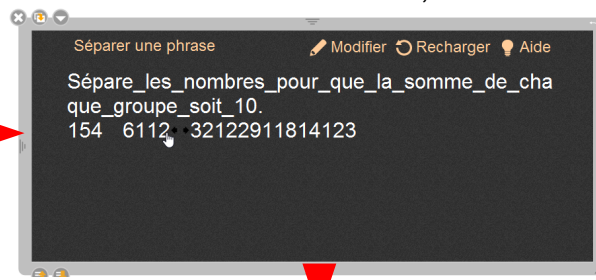 Séparer une phrase Modifier Recharger Aide
Sépare_les_nombres_pour_que_la_somme_de_cha
que_groupe_soit_10.
154 6112 32122911814123